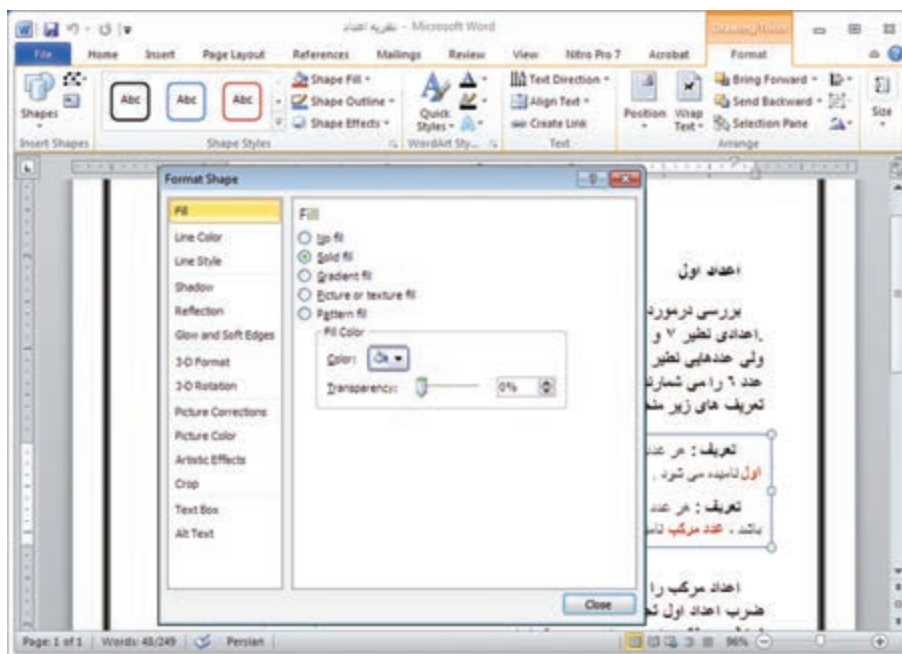 نظریه اعداد - Microsoft Word
Drawing Tools
File Home Insert Page Layout References Mailings Review View Nitro Pro 7 Acrobat Format
Shapes
Insert Shapes
Abc Abc Abc
Shape Fill
Shape Outline
Shape Effects
Shape Styles
Quick Styles
WordArt Sty...
Text Direction
Align Text
Create Link
Text
Position
Wrap Text
Bring Forward
Send Backward
Selection Pane
Arrange
Size
Format Shape
Fill
Line Color
Line Style
Shadow
Reflection
Glow and Soft Edges
3-D Format
3-D Rotation
Picture Corrections
Picture Color
Artistic Effects
Crop
Text Box
Alt Text
Fill
No fill
Solid fill
Gradient fill
Picture or texture fill
Pattern fill
Fill Color
Color:
Transparency: 0%
Close
اعداد اول
بررسی درمورد
.اعدادی نظیر ۷ و
ولی عددهایی نظیر
عدد ٦ را می شمارند
تعریف های زیر
تعریف : هر عدد
اول نامیده می شود .
تعریف : هر عدد
باشد ، عدد مرکب
اعداد مرکب را
ضرب اعداد اول
Page: 1 of 1 Words: 48/249 Persian 96%